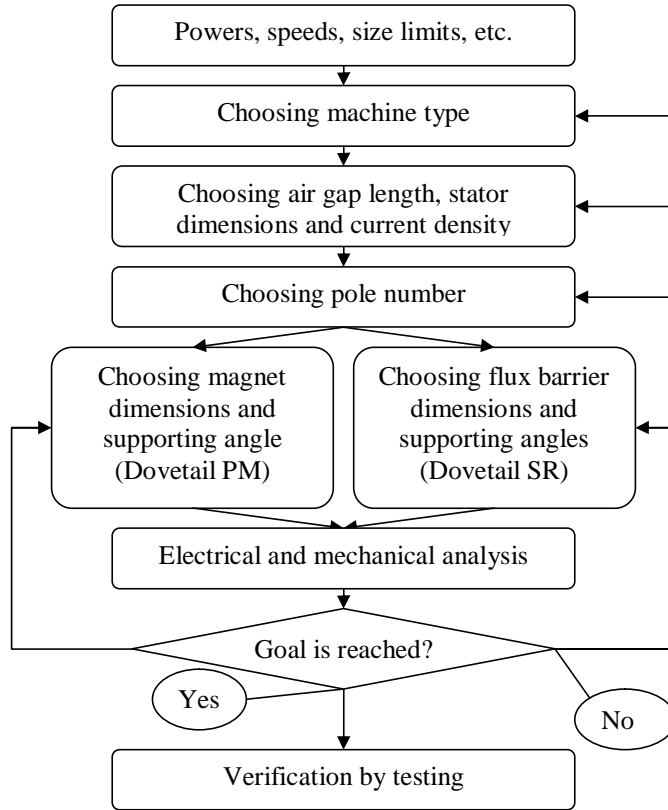 Powers, speeds, size limits, etc.
Choosing machine type
Choosing air gap length, stator
dimensions and current density
Choosing pole number
Choosing magnet
dimensions and
supporting angle
(Dovetail PM)
Choosing flux barrier
dimensions and
supporting angles
(Dovetail SR)
Electrical and mechanical analysis
Goal is reached?
Yes
No
Verification by testing